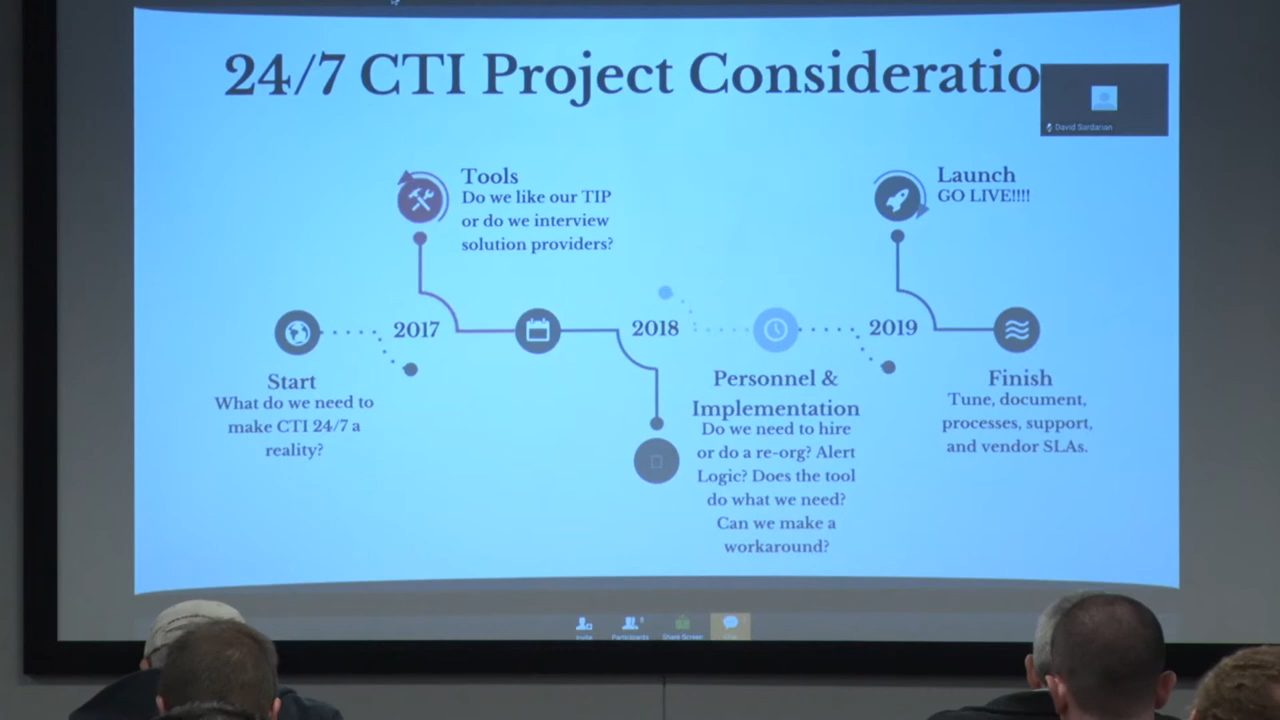 24/7 CTI Project Consideratio
David Sardarian
Tools
Do we like our TIP
or do we interview
solution providers?
Launch
GO LIVE!!!!
2017
2018
2019
Start
What do we need to
make CTI 24/7 a
reality?
Personnel &
Implementation
Do we need to hire
or do a re-org? Alert
Logic? Does the tool
do what we need?
Can we make a
workaround?
Finish
Tune, document,
processes, support,
and vendor SLAs.
Invite
Participants
Share Screen